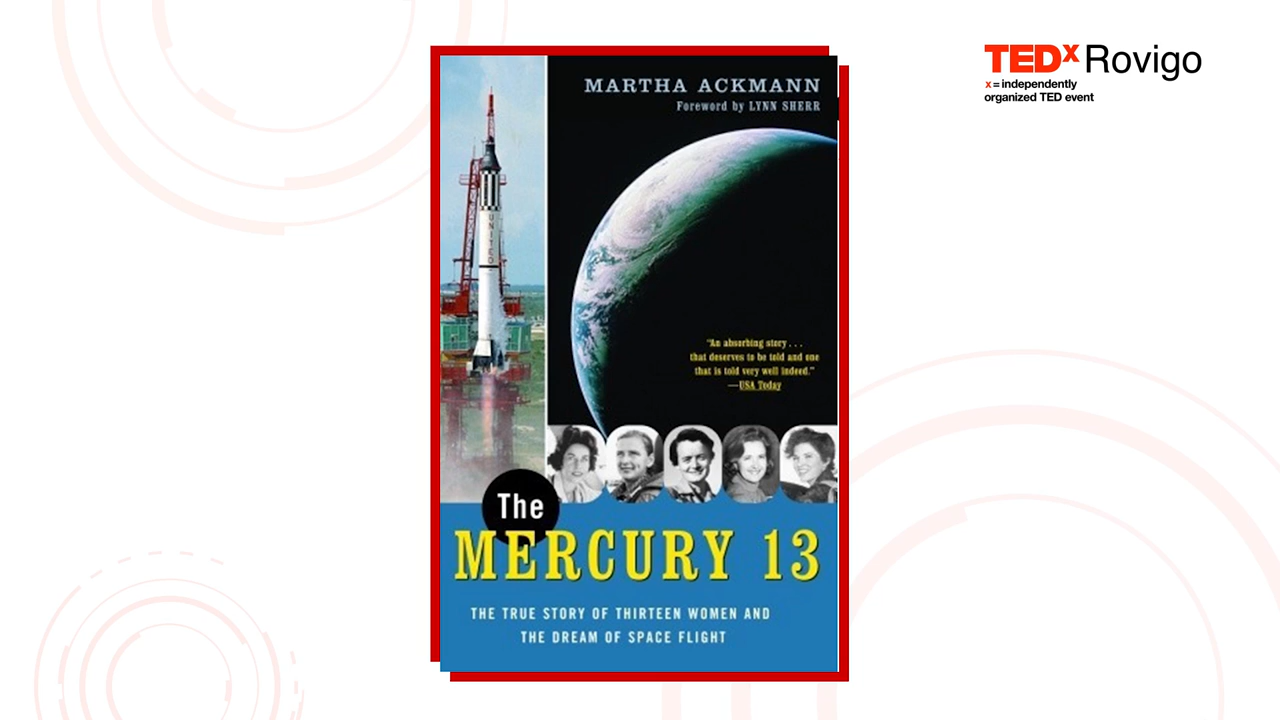 TEDx Rovigo
x = independently
organized TED event
MARTHA ACKMANN
Foreword by LYNN SHERR
UNITED
"An absorbing story . . .
that deserves to be told and one
that is told very well indeed."
—USA Today
The
MERCURY 13
THE TRUE STORY OF THIRTEEN WOMEN AND
THE DREAM OF SPACE FLIGHT